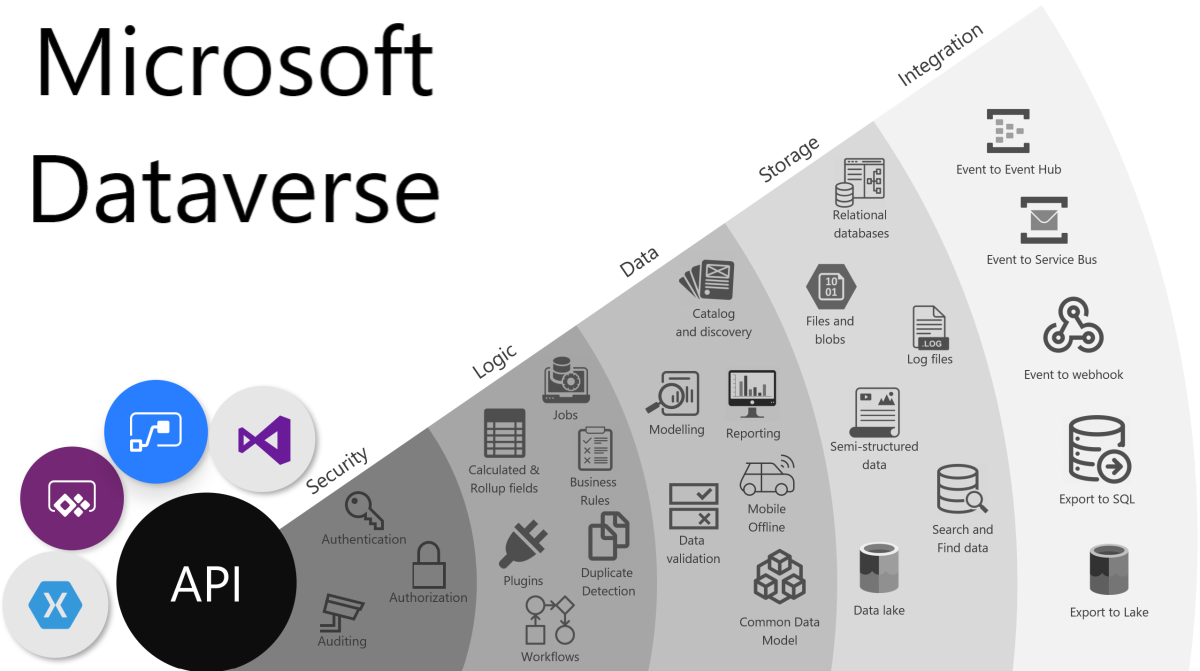 Microsoft
Dataverse
API
Security
Authentication
Authorization
Auditing
Logic
Jobs
Calculated &
Rollup fields
Business
Rules
Plugins
Duplicate
Detection
Workflows
Data
Catalog
and discovery
Modelling
Reporting
Mobile
Offline
Data
validation
Common Data
Model
Storage
Relational
databases
10
01
Files and
blobs
.LOG
Log files
Semi-structured
data
Search and
Find data
Data lake
Integration
Event to Event Hub
Event to Service Bus
Event to webhook
Export to SQL
Export to Lake